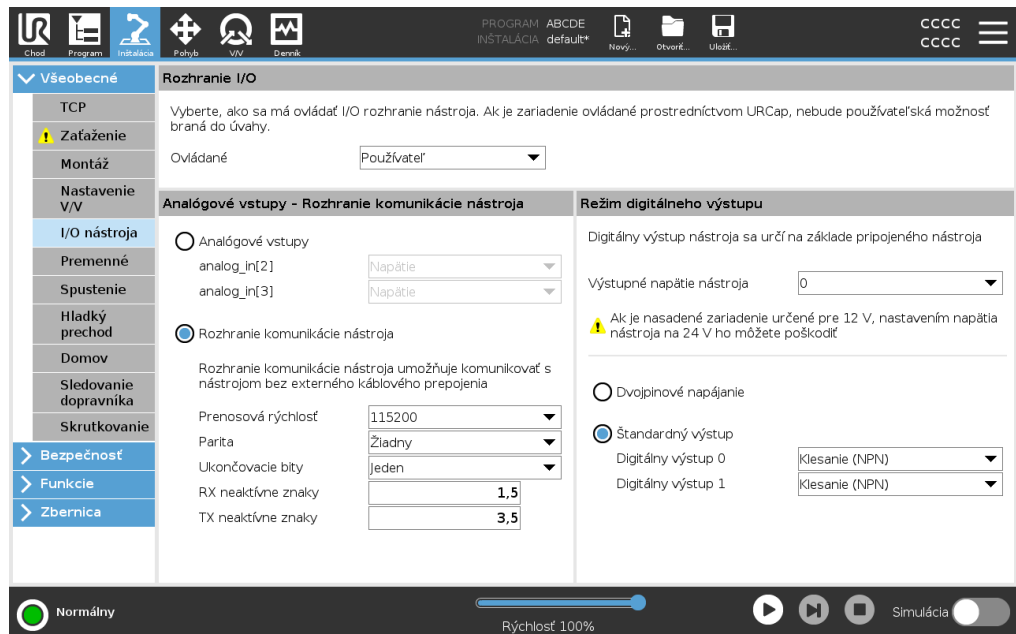 UR
Chod
Program
Inštalácia
Pohyb
V/V
Denník
PROGRAM ABCDE
INŠTALÁCIA default*
Nový...
Otvoriť...
Uložiť...
CCCC
CCCC
Všeobecné
TCP
Zaťaženie
Montáž
Nastavenie
V/V
I/O nástroja
Premenné
Spustenie
Hladký
prechod
Domov
Sledovanie
dopravníka
Skrutkovanie
Bezpečnosť
Funkcie
Zbernica
Rozhranie I/O
Vyberte, ako sa má ovládať I/O rozhranie nástroja. Ak je zariadenie ovládané prostredníctvom URCap, nebude používateľská možnosť
braná do úvahy.
Ovládané
Používateľ
Analógové vstupy - Rozhranie komunikácie nástroja
Analógové vstupy
analog_in[2] Napätie
analog_in[3] Napätie
Rozhranie komunikácie nástroja
Rozhranie komunikácie nástroja umožňuje komunikovať s
nástrojom bez externého káblového prepojenia
Prenosová rýchlosť 115200
Parita Žiadny
Ukončovacie bity Jeden
RX neaktívne znaky 1,5
TX neaktívne znaky 3,5
Režim digitálneho výstupu
Digitálny výstup nástroja sa určí na základe pripojeného nástroja
Výstupné napätie nástroja 0
Ak je nasadené zariadenie určené pre 12 V, nastavením napätia
nástroja na 24 V ho môžete poškodiť
Dvojpinové napájanie
Štandardný výstup
Digitálny výstup 0 Klesanie (NPN)
Digitálny výstup 1 Klesanie (NPN)
Normálny
Rýchlosť 100%
Simulácia